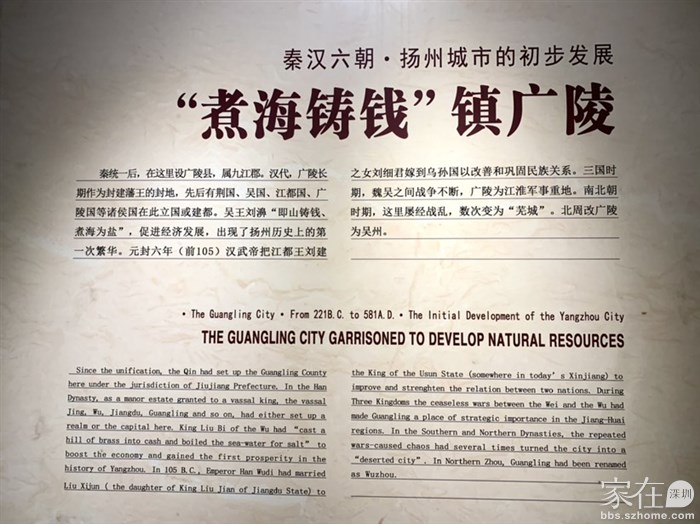 秦汉六朝·扬州城市的初步发展
“煮海铸钱”镇广陵
秦统一后，在这里设广陵县，属九江郡。汉代，广陵长
期作为封建藩王的封地，先后有荆国、吴国、江都国、广
陵国等诸侯国在此立国或建都。吴王刘濞“即山铸钱、
煮海为盐”，促进经济发展，出现了扬州历史上的第
一次繁华。元封六年（前105）汉武帝把江都王刘建
之女刘细君嫁到乌孙国以改善和巩固民族关系。三国时
期，魏吴之间战争不断，广陵为江淮军事重地。南北朝
时期，这里屡经战乱，数次变为“芜城”。北周改广陵
为吴州。
· The Guangling City · From 221B.C. to 581A.D. · The Initial Development of the Yangzhou City
THE GUANGLING CITY GARRISONED TO DEVELOP NATURAL RESOURCES
Since the unification, the Qin had set up the Guangling County
here under the jurisdiction of Jiujiang Prefecture. In the Han
Dynasty, as a manor estate granted to a vassal king, the vassal
Jing, Wu, Jiangdu, Guangling and so on, had either set up a
realm or the capital here. King Liu Bi of the Wu had “cast a
hill of brass into cash and boiled the sea-water for salt” to
boost the economy and gained the first prosperity in the
history of Yangzhou. In 105 B.C., Emperor Han Wudi had married
Liu Xijun ( the daughter of King Liu Jian of Jiangdu State) to
the King of the Usun State (somewhere in today’s Xinjiang) to
improve and strenghten the relation between two nations. During
Three Kingdoms the ceaseless wars between the Wei and the Wu had
made Guangling a place of strategic importance in the Jiang-Huai
regions. In the Southern and Northern Dynasties, the repeated
wars-caused chaos had several times turned the city into a
“deserted city”. In Northern Zhou, Guangling had been renamed
as Wuzhou.
家在深圳
bbs.szhome.com